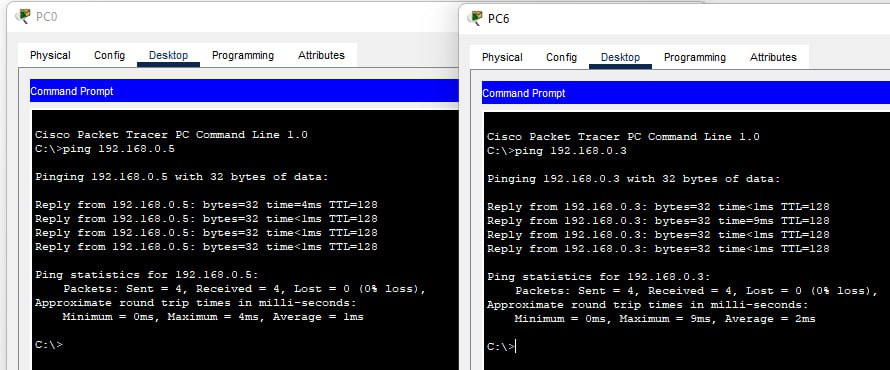 PC0
Physical Config Desktop Programming Attributes
Command Prompt
Cisco Packet Tracer PC Command Line 1.0
C:\>ping 192.168.0.5
Pinging 192.168.0.5 with 32 bytes of data:
Reply from 192.168.0.5: bytes=32 time=4ms TTL=128
Reply from 192.168.0.5: bytes=32 time<1ms TTL=128
Reply from 192.168.0.5: bytes=32 time<1ms TTL=128
Reply from 192.168.0.5: bytes=32 time<1ms TTL=128
Ping statistics for 192.168.0.5:
Packets: Sent = 4, Received = 4, Lost = 0 (0% loss),
Approximate round trip times in milli-seconds:
Minimum = 0ms, Maximum = 4ms, Average = 1ms
C:\>
PC6
Physical Config Desktop Programming Attributes
Command Prompt
Cisco Packet Tracer PC Command Line 1.0
C:\>ping 192.168.0.3
Pinging 192.168.0.3 with 32 bytes of data:
Reply from 192.168.0.3: bytes=32 time<1ms TTL=128
Reply from 192.168.0.3: bytes=32 time=9ms TTL=128
Reply from 192.168.0.3: bytes=32 time<1ms TTL=128
Reply from 192.168.0.3: bytes=32 time<1ms TTL=128
Ping statistics for 192.168.0.3:
Packets: Sent = 4, Received = 4, Lost = 0 (0% loss),
Approximate round trip times in milli-seconds:
Minimum = 0ms, Maximum = 9ms, Average = 2ms
C:\>